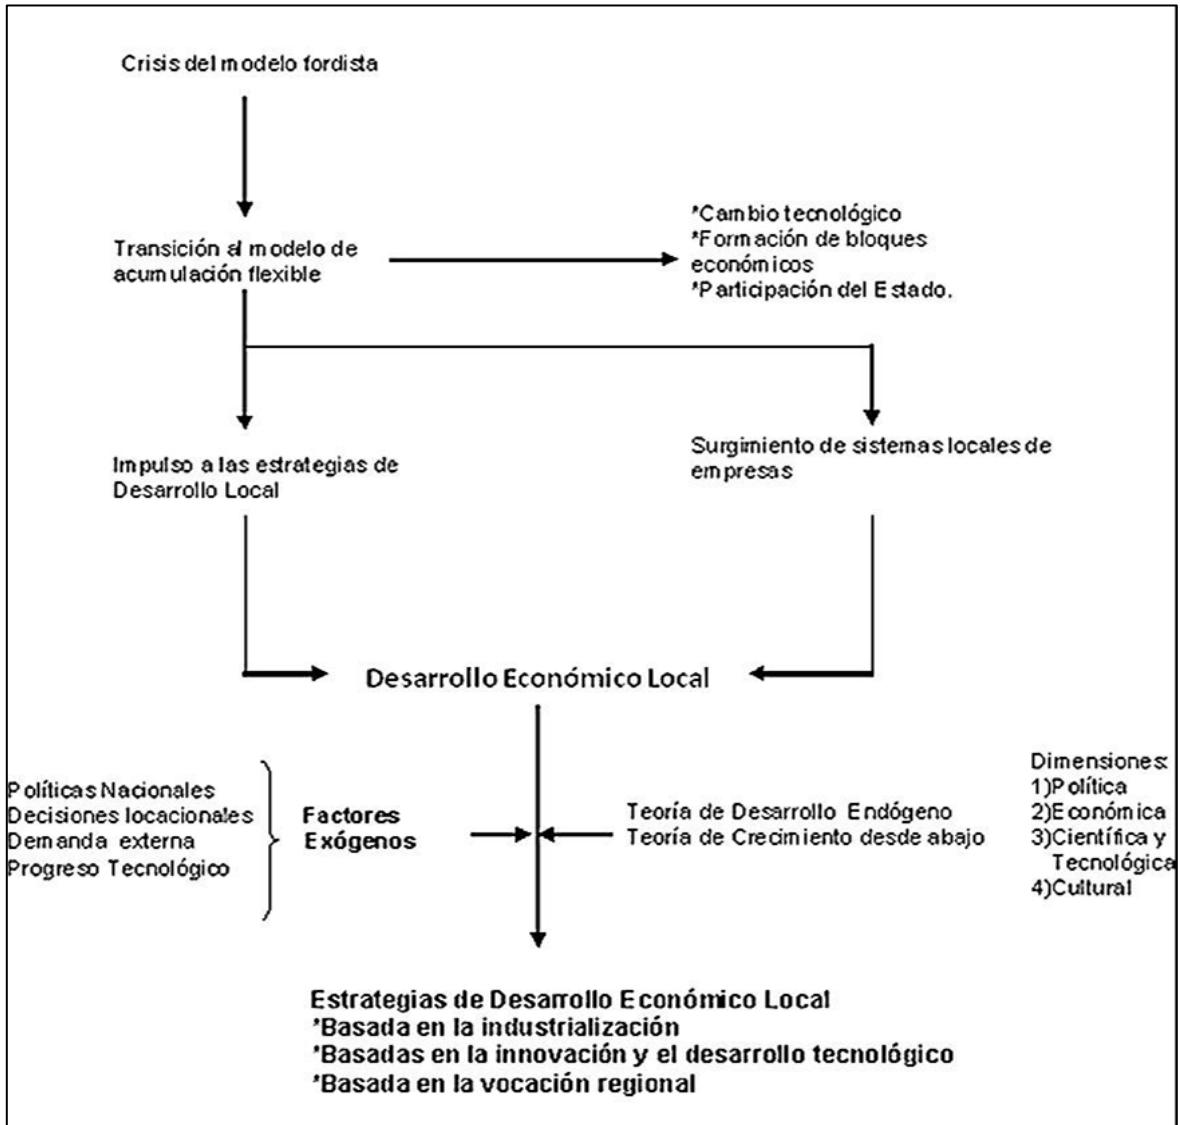 Crisis del modelo fordista
Transición al modelo de
acumulación flexible
*Cambio tecnológico
*Formación de bloques
económicos
*Participación del Estado.
Impulso a las estrategias de
Desarrollo Local
Surgimiento de sistemas locales de
empresas
Desarrollo Económico Local
Políticas Nacionales
Decisiones locacionales
Demanda externa
Progreso Tecnológico
Factores
Exógenos
Teoría de Desarrollo Endógeno
Teoría de Crecimiento desde abajo
Dimensiones:
1)Política
2)Económica
3)Científica y
Tecnológica
4)Cultural
Estrategias de Desarrollo Económico Local
*Basada en la industrialización
*Basadas en la innovación y el desarrollo tecnológico
*Basada en la vocación regional